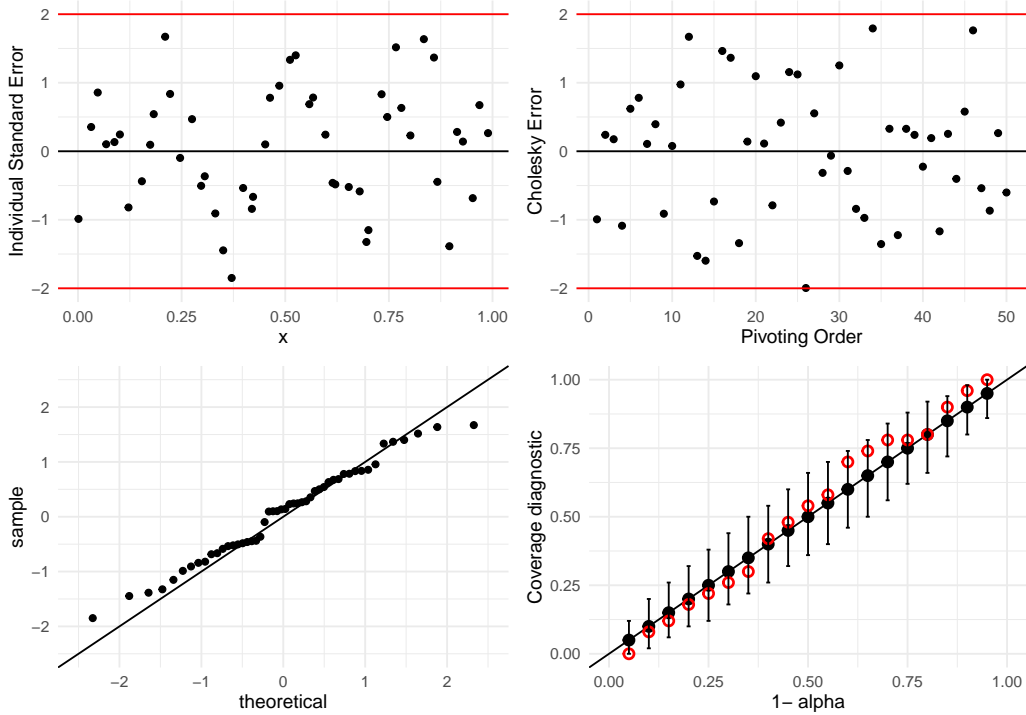 Individual Standard Error
2
1
0
−1
−2
0.00 0.25 0.50 0.75 1.00
x
Cholesky Error
2
1
0
−1
−2
0 10 20 30 40 50
Pivoting Order
sample
2
1
0
−1
−2
−2 −1 0 1 2
theoretical
Coverage diagnostic
1.00
0.75
0.50
0.25
0.00
0.00 0.25 0.50 0.75 1.00
1− alpha